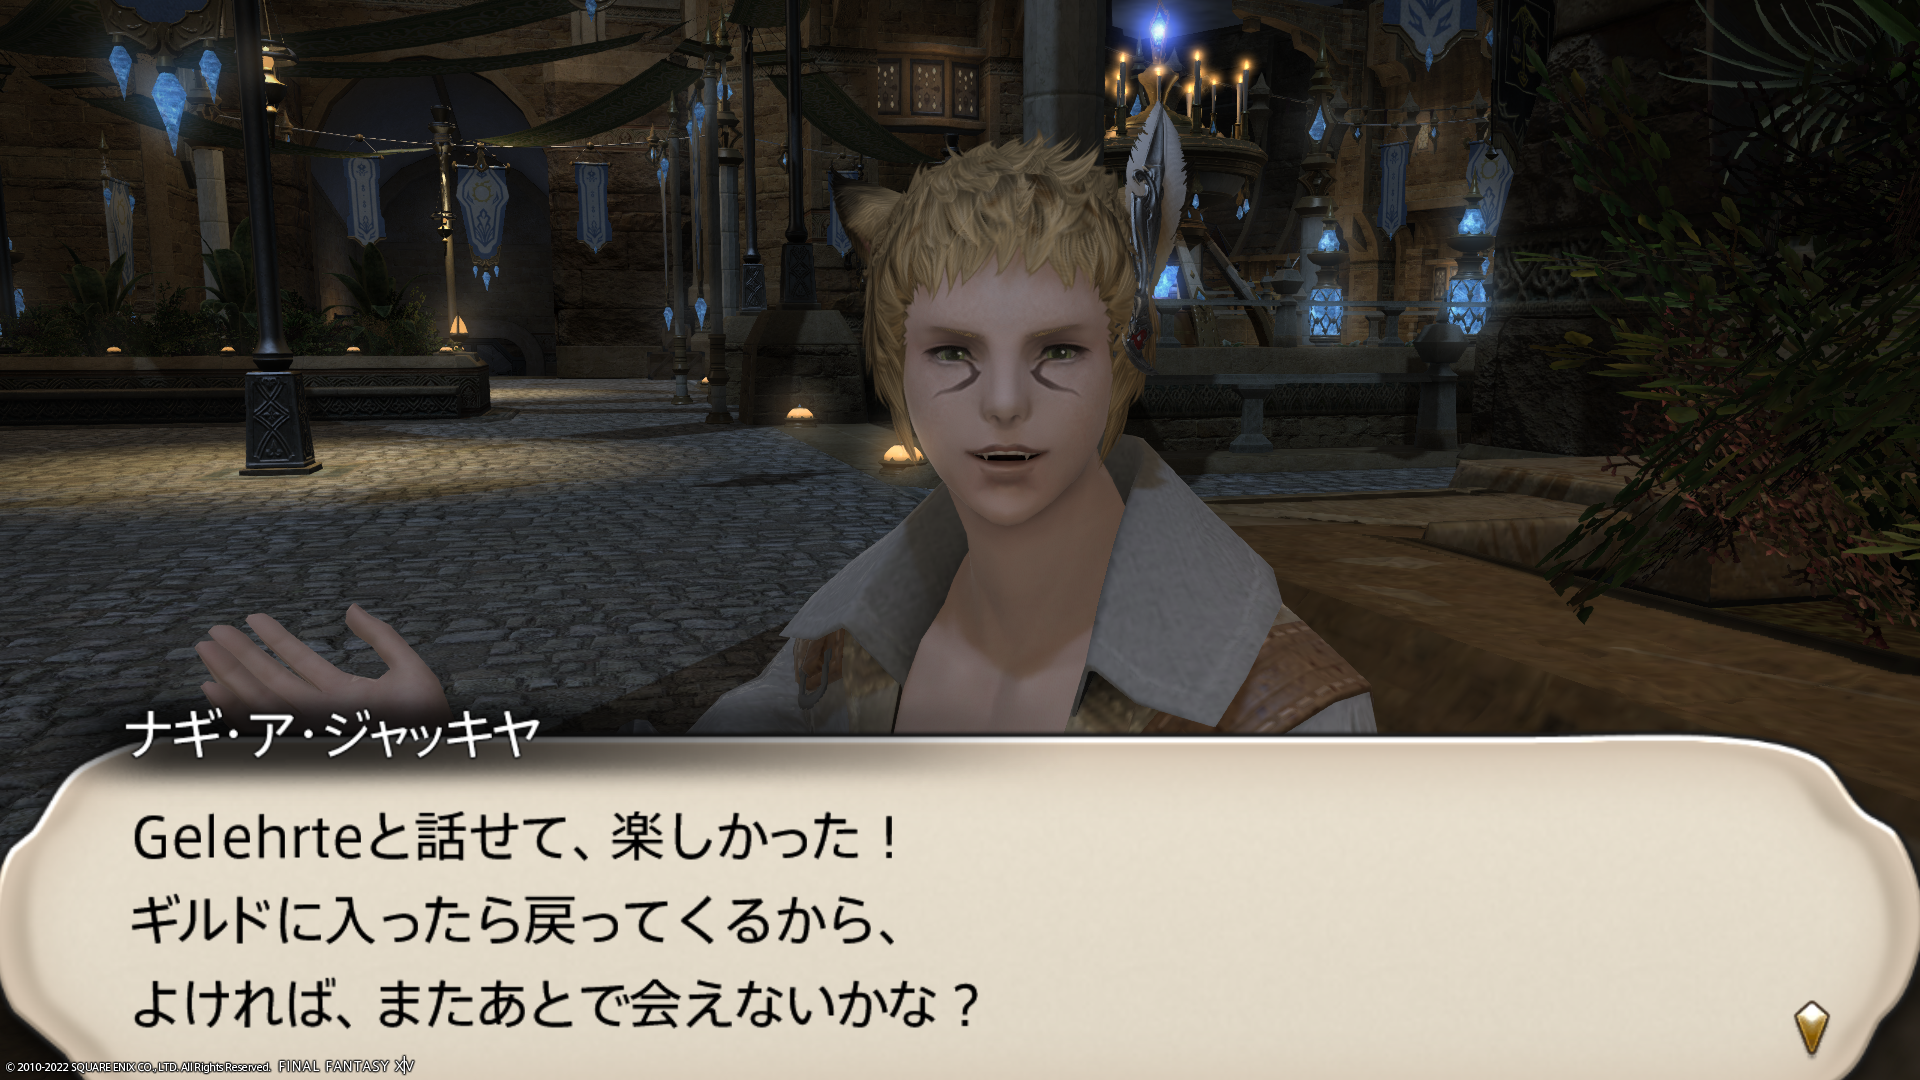 ナギ・ア・ジャッキヤ
Gelehrteと話せて、楽しかった！
ギルドに入ったら戻ってくるから、
よければ、またあとで会えないかな？
© 2010-2022 SQUARE ENIX CO., LTD. All Rights Reserved. FINAL FANTASY XIV